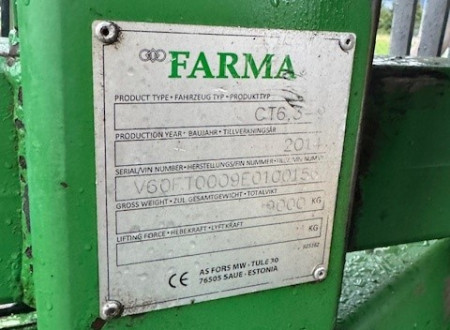 FARMA
PRODUCT TYPE • FAHRZEUG TYP • PRODUKTTYP
CT6,3
PRODUCTION YEAR • BAUJAHR • TILLVERKNINGSÅR
2014
SERIAL/VIN NUMBER • HERSTELLUNGS/FIN NUMMER
GROSS WEIGHT • ZUL GESAMTGEWICHT • TOTALVIKT
9000 KG
LIFTING FORCE • HEBEKRAFT • LYFTKRAFT
KG
CE AS FORS MW - TULE 30
76505 SAUE - ESTONIA